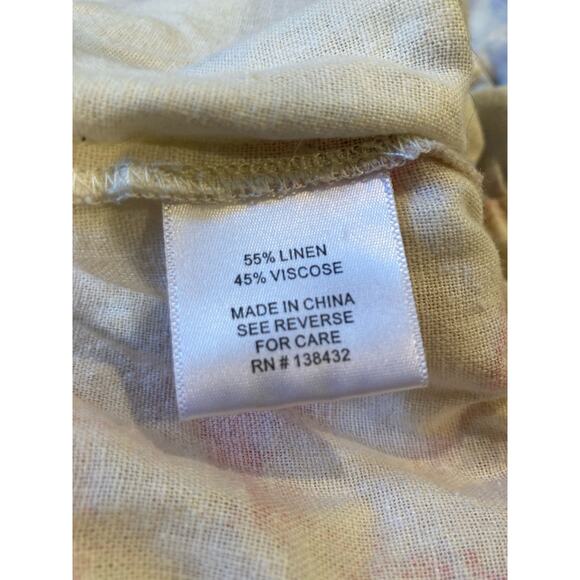 55% LINEN
45% VISCOSE
MADE IN CHINA
SEE REVERSE
FOR CARE
RN # 138432